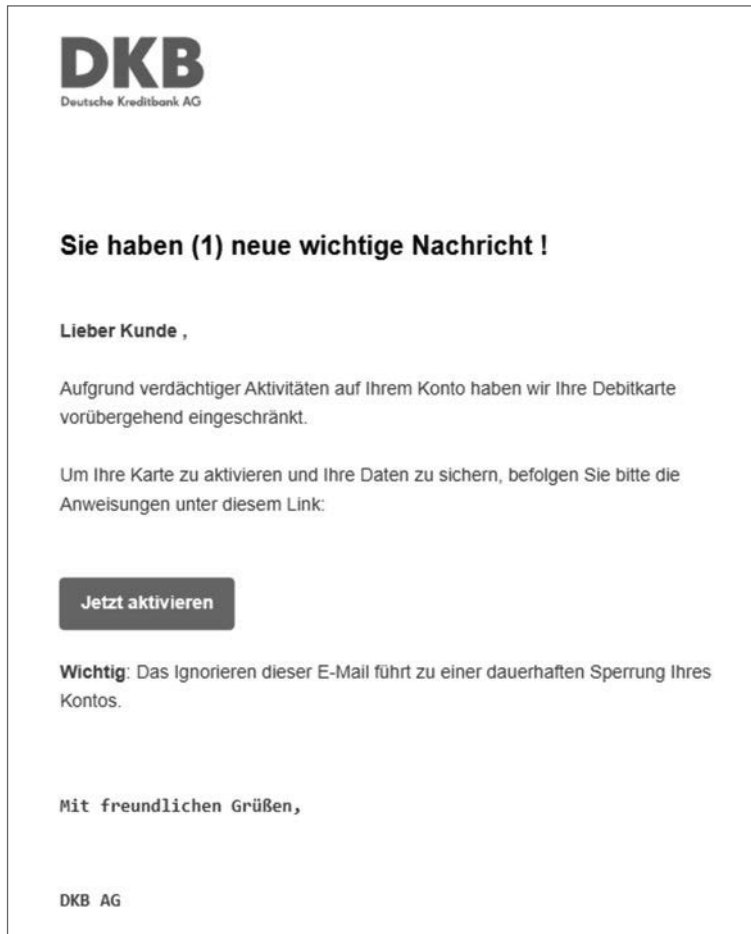 DKB
Deutsche Kreditbank AG
Sie haben (1) neue wichtige Nachricht !
Lieber Kunde ,
Aufgrund verdächtiger Aktivitäten auf Ihrem Konto haben wir Ihre Debitkarte
vorübergehend eingeschränkt.
Um Ihre Karte zu aktivieren und Ihre Daten zu sichern, befolgen Sie bitte die
Anweisungen unter diesem Link:
Jetzt aktivieren
Wichtig: Das Ignorieren dieser E-Mail führt zu einer dauerhaften Sperrung Ihres
Kontos.
Mit freundlichen Grüßen,
DKB AG